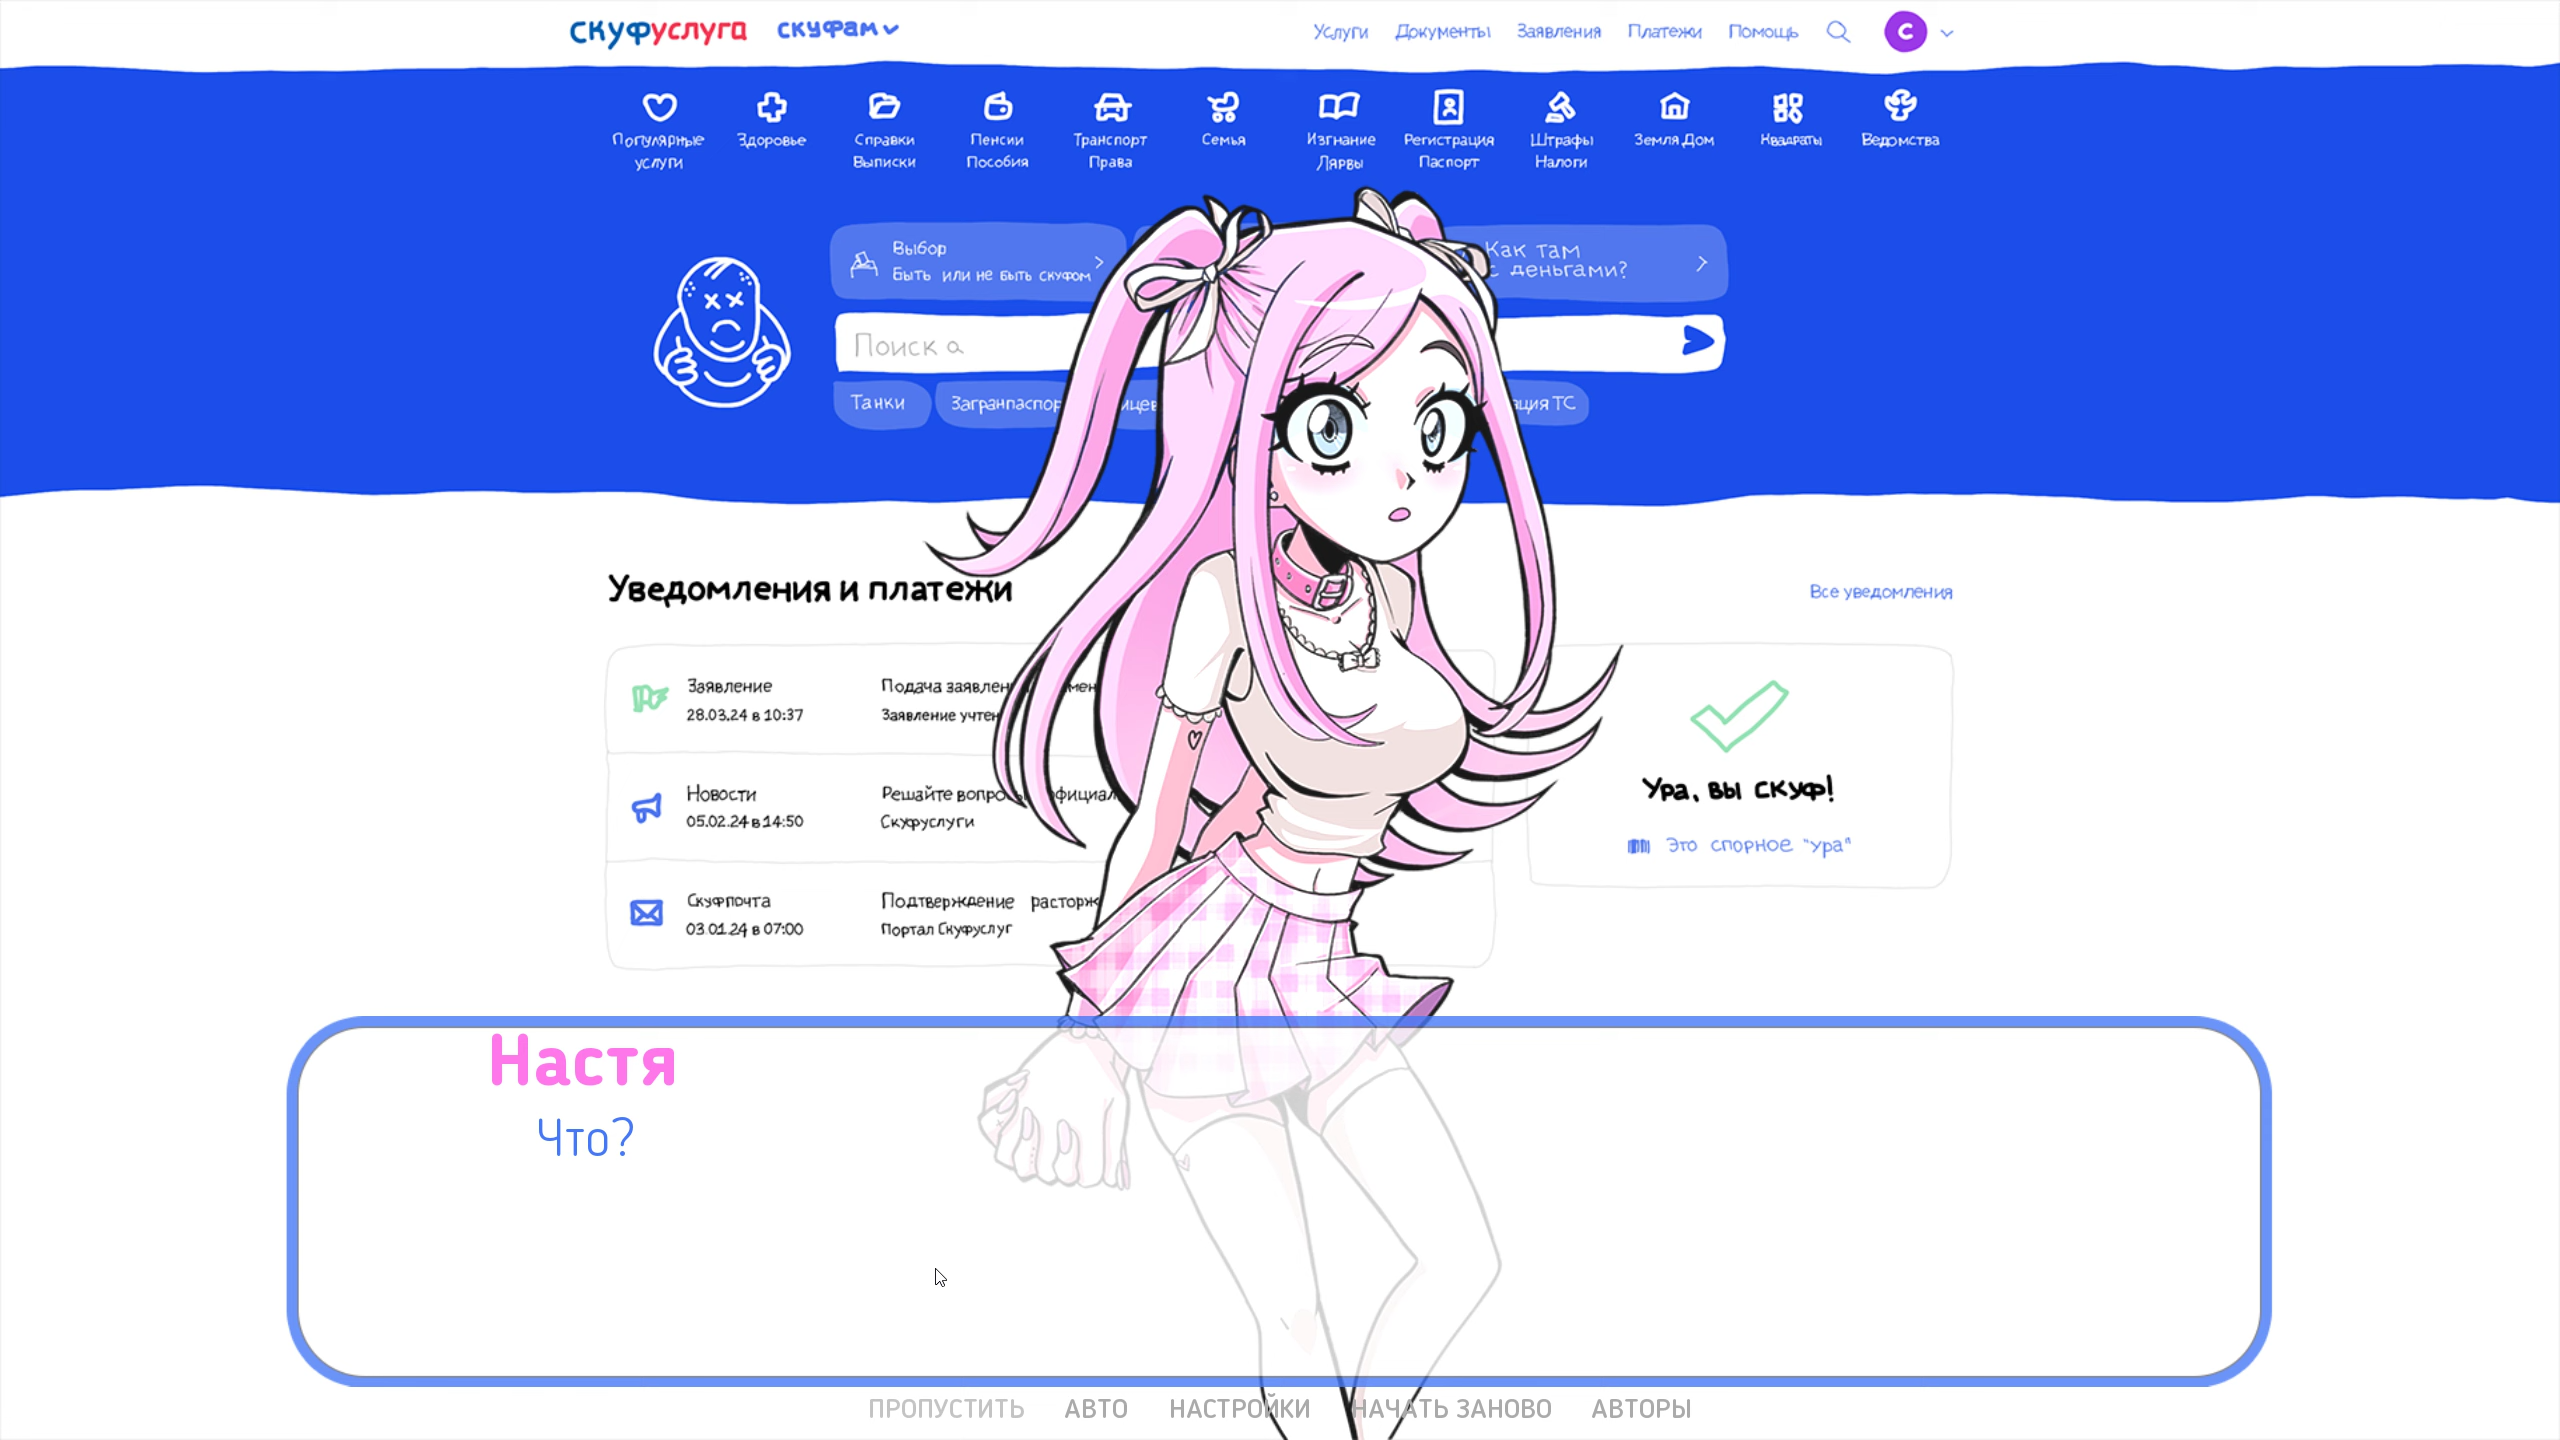 скуфуслуга скуфам
Услуги Документы Заявления Платежи Помощь С
Популярные услуги
Здоровье
Справки Выписки
Пенсии Пособия
Транспорт Права
Семья
Изгнание Лярвы
Регистрация Паспорт
Штрафы Налоги
Земля Дом
Квадраты
Ведомства
Выбор
Быть или не быть скуфом
Как там
с деньгами?
Поиск а
Танки
ТС
Уведомления и платежи
Все уведомления
Заявление
28.03.24 в 10:37
Подача
Заявление
Новости
05.02.24 в 14:50
Решайте
Скуфуслуги
Скуфпочта
03.01.24 в 07:00
Подтверждение
Портал Скуфуслуг
Ура, вы скуф!
Это спорное "ура"
Настя
Что?
ПРОПУСТИТЬ АВТО НАСТРОЙКИ НАЧАТЬ ЗАНОВО АВТОРЫ